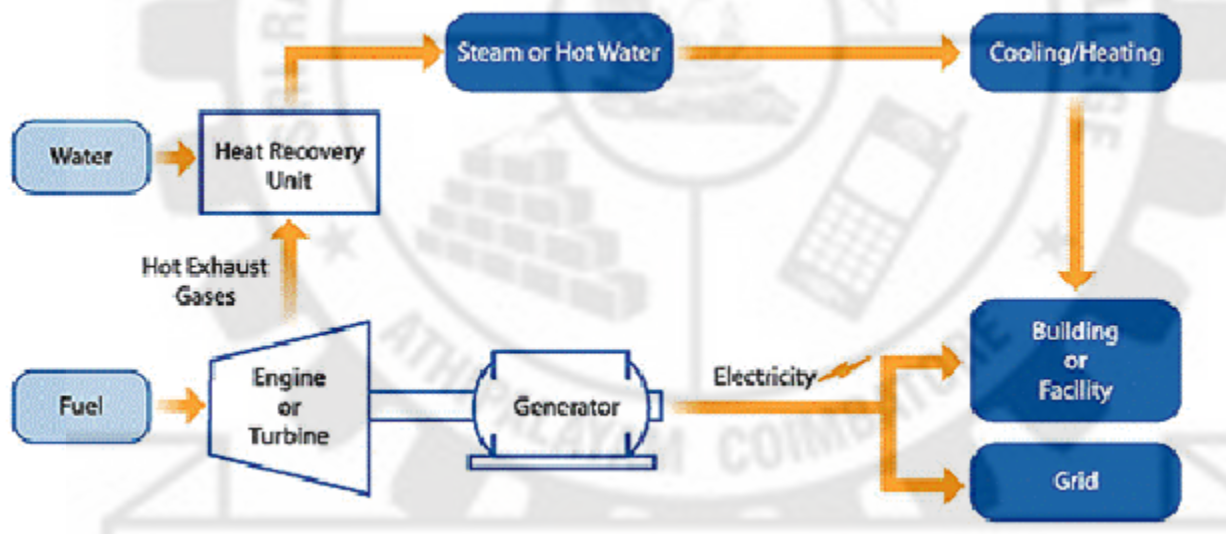 Steam or Hot Water
Cooling/Heating
Water
Heat Recovery
Unit
Hot Exhaust
Gases
Fuel
Engine
or
Turbine
Generator
Electricity
Building
or
Facility
Grid
COIMBATORE